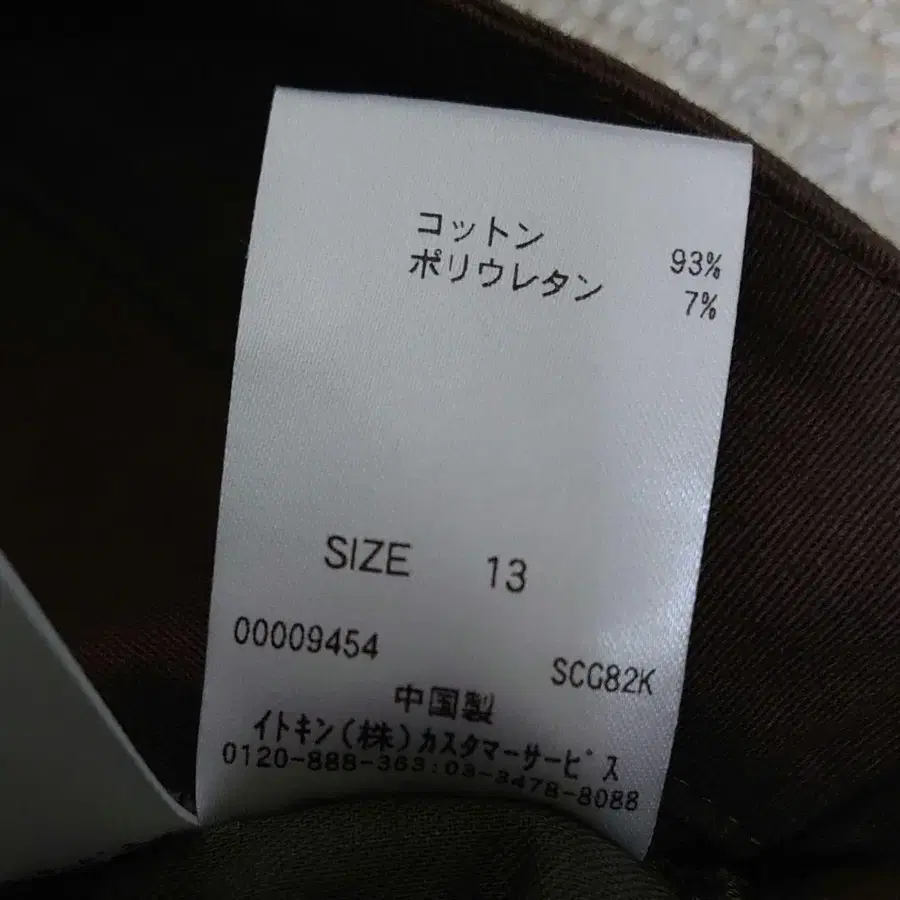 コットン 93%
ポリウレタン 7%
SIZE 13
00009454
SCG82K
中国製
イトキン(株)カスタマーサービス
0120-888-363:03-3478-8088